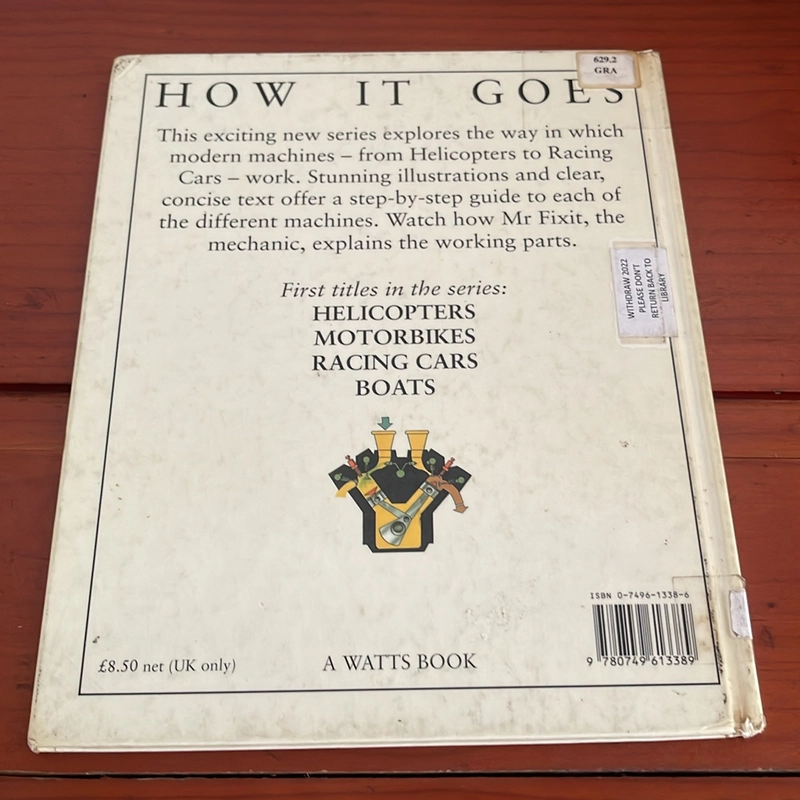 629.2
GRA
HOW IT GOES
This exciting new series explores the way in which
modern machines – from Helicopters to Racing
Cars – work. Stunning illustrations and clear,
concise text offer a step-by-step guide to each of
the different machines. Watch how Mr Fixit, the
mechanic, explains the working parts.
WITHDRAW 2022
PLEASE DON'T
RETURN BACK TO
LIBRARY
First titles in the series:
HELICOPTERS
MOTORBIKES
RACING CARS
BOATS
ISBN 0-7496-1338-6
9 780749 613389
£8.50 net (UK only)
A WATTS BOOK